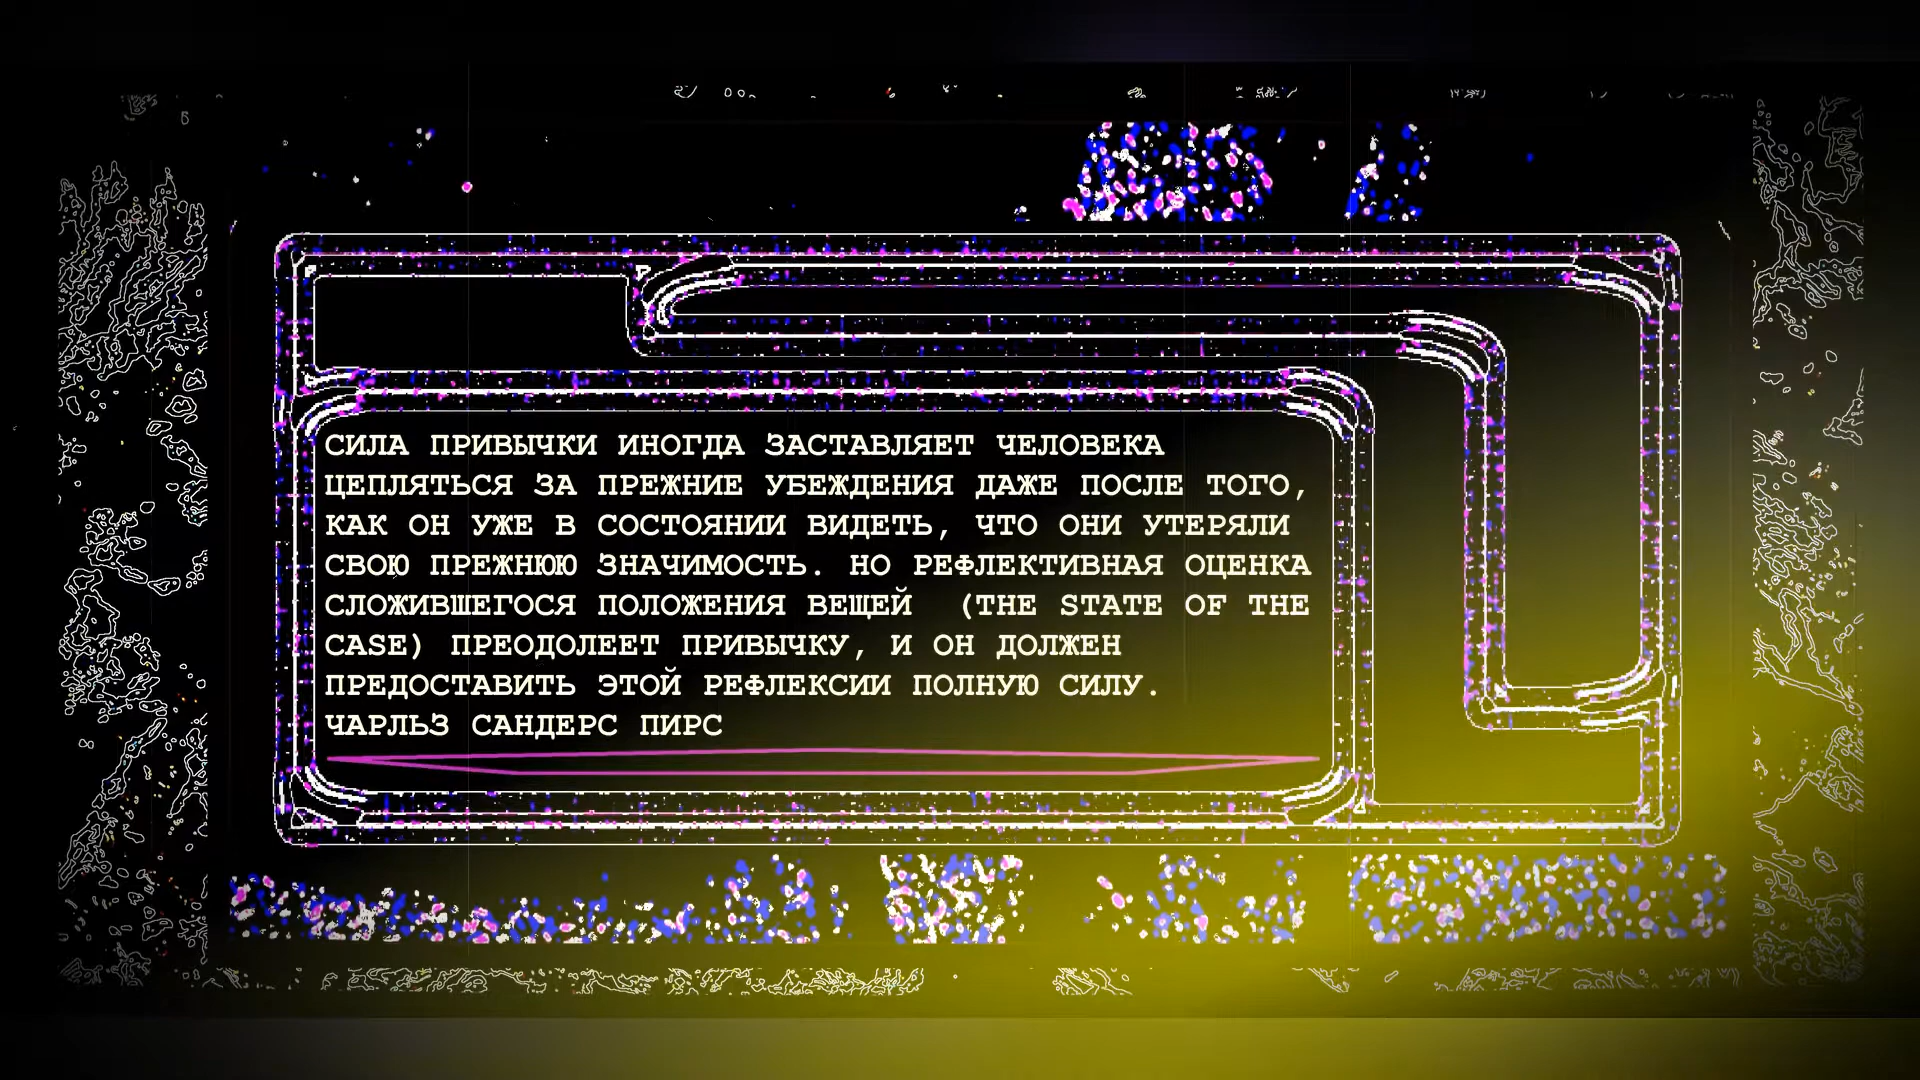 СИЛА ПРИВЫЧКИ ИНОГДА ЗАСТАВЛЯЕТ ЧЕЛОВЕКА
ЦЕПЛЯТЬСЯ ЗА ПРЕЖНИЕ УБЕЖДЕНИЯ ДАЖЕ ПОСЛЕ ТОГО,
КАК ОН УЖЕ В СОСТОЯНИИ ВИДЕТЬ, ЧТО ОНИ УТЕРЯЛИ
СВОЮ ПРЕЖНЮЮ ЗНАЧИМОСТЬ. НО РЕФЛЕКТИВНАЯ ОЦЕНКА
СЛОЖИВШЕГОСЯ ПОЛОЖЕНИЯ ВЕЩЕЙ  (THE STATE OF THE
CASE) ПРЕОДОЛЕЕТ ПРИВЫЧКУ, И ОН ДОЛЖЕН
ПРЕДОСТАВИТЬ ЭТОЙ РЕФЛЕКСИИ ПОЛНУЮ СИЛУ.
ЧАРЛЬЗ САНДЕРС ПИРС